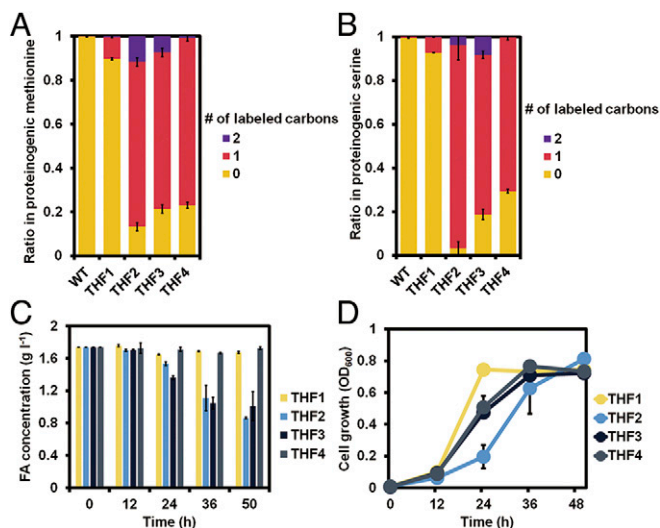 A
Ratio in proteinogenic methionine
1
0.8
0.6
0.4
0.2
0
WT
THF1
THF2
THF3
THF4
# of labeled carbons
2
1
0
B
Ratio in proteinogenic serine
1
0.8
0.6
0.4
0.2
0
WT
THF1
THF2
THF3
THF4
# of labeled carbons
2
1
0
C
FA concentration (g l⁻¹)
2
1.6
1.2
0.8
0.4
0
0 12 24 36 50
Time (h)
THF1
THF2
THF3
THF4
D
Cell growth (OD₆₀₀)
1
0.8
0.6
0.4
0.2
0
0 12 24 36 48
Time (h)
THF1
THF2
THF3
THF4